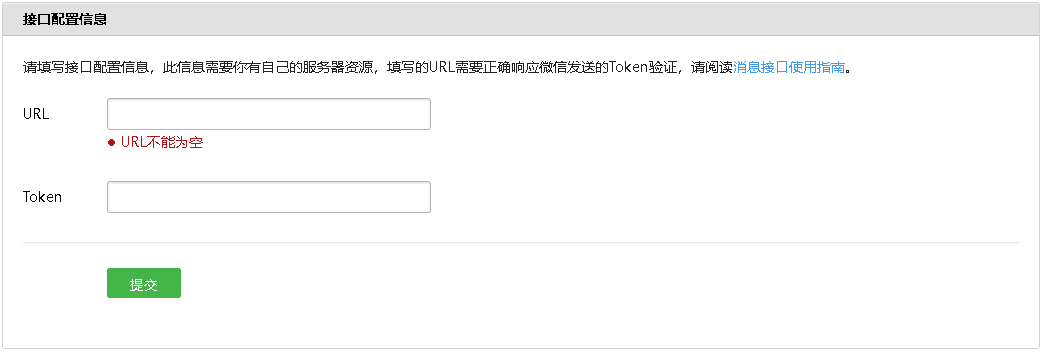 接口配置信息
请填写接口配置信息，此信息需要你有自己的服务器资源，填写的URL需要正确响应微信发送的Token验证，请阅读消息接口使用指南。
URL
● URL不能为空
Token
提交